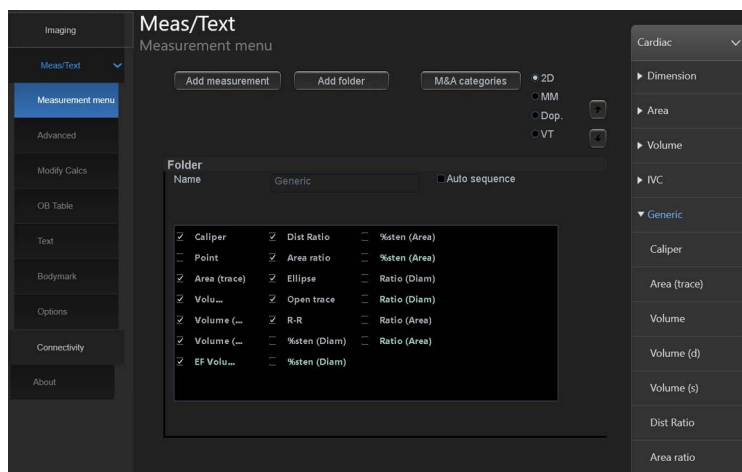 Imaging
Meas/Text
Measurement menu
Advanced
Modify Calcs
OB Table
Text
Bodymark
Options
Connectivity
About
Meas/Text
Measurement menu
Add measurement Add folder M&A categories
2D
MM
Dop.
VT
Folder
Name Generic Auto sequence
Caliper Dist Ratio %sten (Area)
Point Area ratio %sten (Area)
Area (trace) Ellipse Ratio (Diam)
Volu... Open trace Ratio (Diam)
Volume (... R-R Ratio (Area)
Volume (... %sten (Diam) Ratio (Area)
EF Volu... %sten (Diam)
Cardiac
Dimension
Area
Volume
IVC
Generic
Caliper
Area (trace)
Volume
Volume (d)
Volume (s)
Dist Ratio
Area ratio